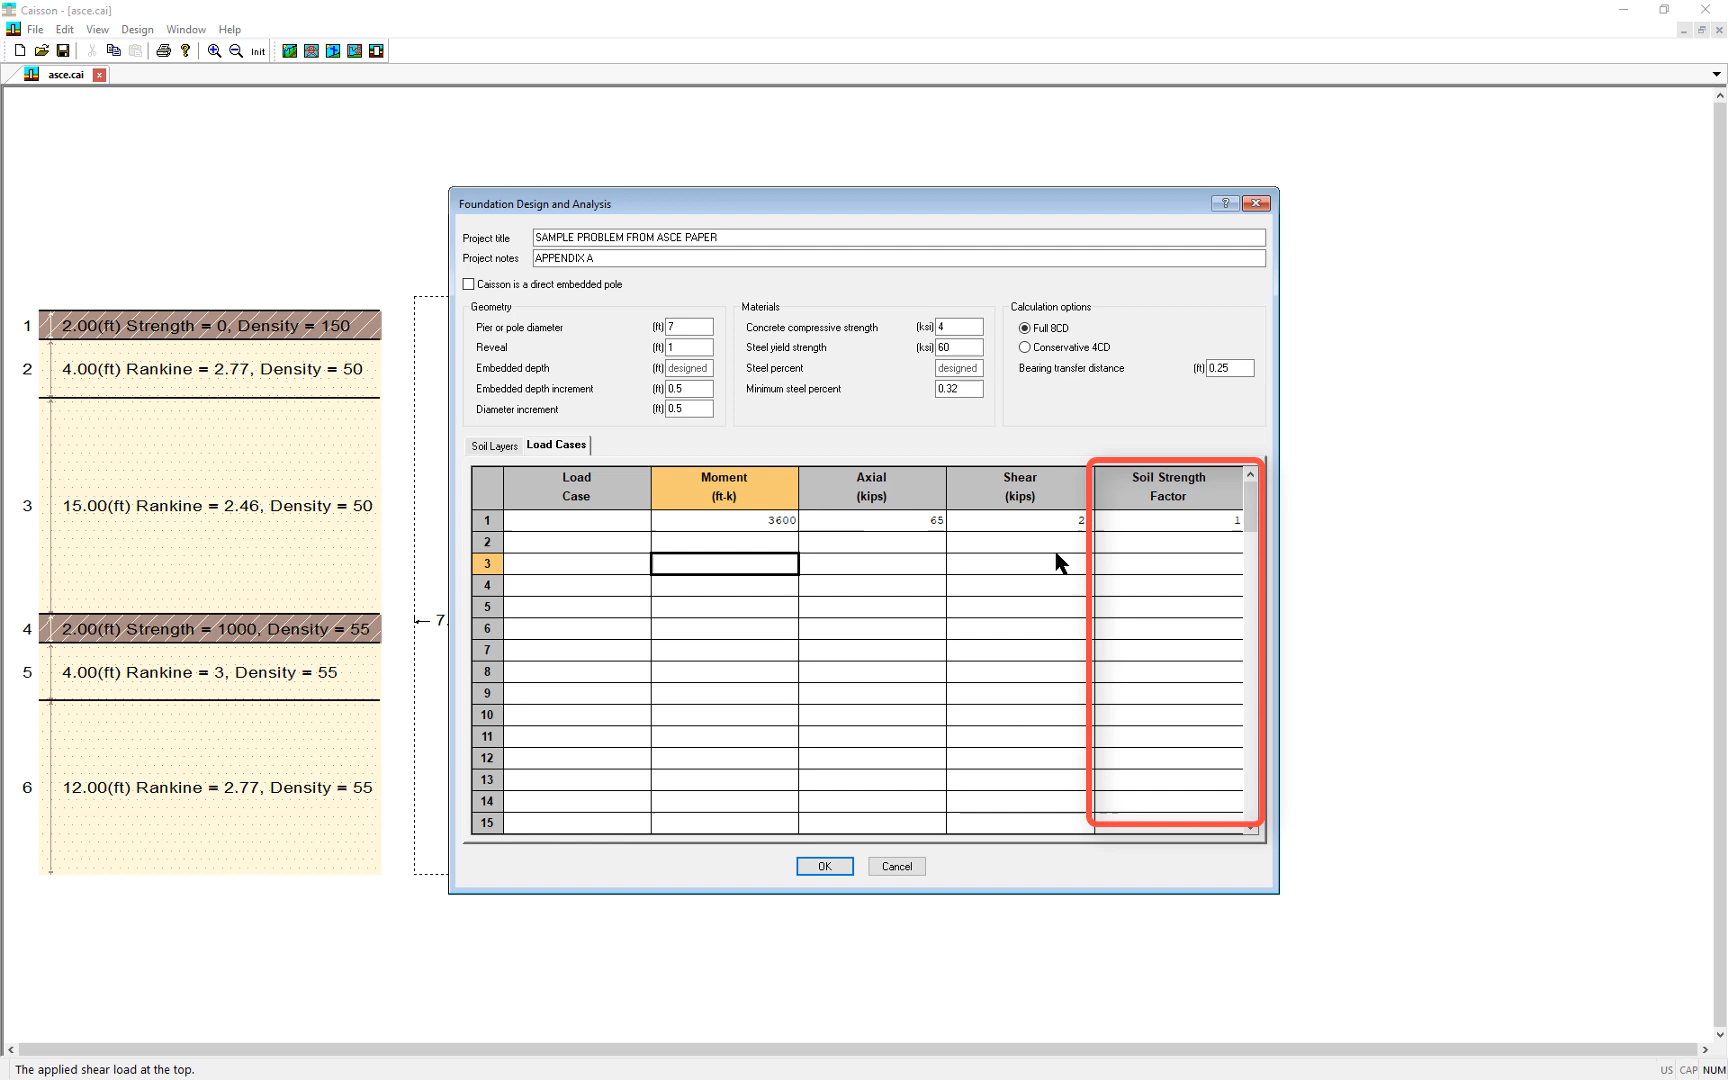 Caisson - [asce.cai]
File Edit View Design Window Help
Init
asce.cai
1 2.00(ft) Strength = 0, Density = 150
2 4.00(ft) Rankine = 2.77, Density = 50
3 15.00(ft) Rankine = 2.46, Density = 50
4 2.00(ft) Strength = 1000, Density = 55
5 4.00(ft) Rankine = 3, Density = 55
6 12.00(ft) Rankine = 2.77, Density = 55
7.
Foundation Design and Analysis
Project title SAMPLE PROBLEM FROM ASCE PAPER
Project notes APPENDIX A
Caisson is a direct embedded pole
Geometry
Pier or pole diameter (ft) 7
Reveal (ft) 1
Embedded depth (ft) designed
Embedded depth increment (ft) 0.5
Diameter increment (ft) 0.5
Materials
Concrete compressive strength (ksi) 4
Steel yield strength (ksi) 60
Steel percent designed
Minimum steel percent 0.32
Calculation options
Full 8CD
Conservative 4CD
Bearing transfer distance (ft) 0.25
Soil Layers Load Cases
Load Case Moment (ft-k) Axial (kips) Shear (kips) Soil Strength Factor
1 3600 65 2 1
2
3
4
5
6
7
8
9
10
11
12
13
14
15
OK Cancel
The applied shear load at the top.
US CAP NUM